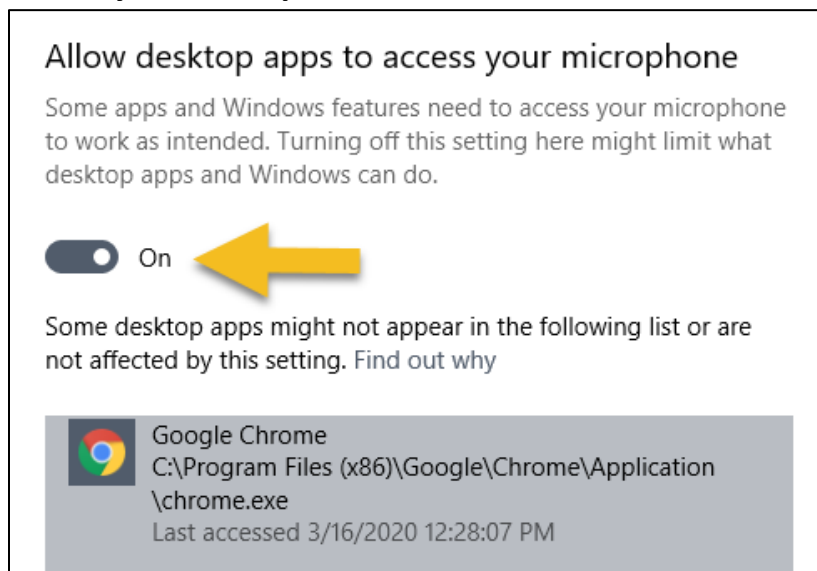 Allow desktop apps to access your microphone
Some apps and Windows features need to access your microphone
to work as intended. Turning off this setting here might limit what
desktop apps and Windows can do.
On
Some desktop apps might not appear in the following list or are
not affected by this setting. Find out why
Google Chrome
C:\Program Files (x86)\Google\Chrome\Application
\chrome.exe
Last accessed 3/16/2020 12:28:07 PM